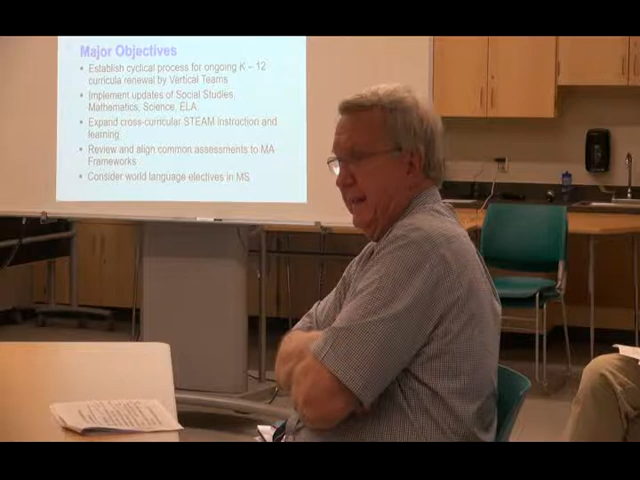 Major Objectives
• Establish cyclical process for ongoing K – 12
curricula renewal by Vertical Teams
• Implement updates of Social Studies,
Mathematics, Science, ELA
• Expand cross-curricular STEAM instruction and
learning
• Review and align common assessments to MA
Frameworks
• Consider world language electives in MS